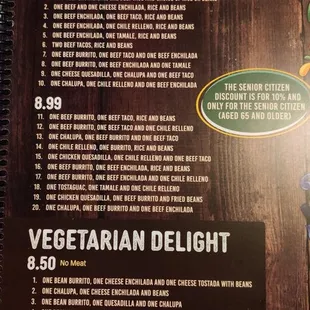 2. ONE BEEF AND ONE CHEESE ENCHILADA, RICE AND BEANS
3. ONE BEEF ENCHILADA, ONE BEEF TACO, RICE AND BEANS
4. ONE BEEF ENCHILADA, ONE CHILE RELLENO, RICE AND BEANS
5. ONE BEEF ENCHILADA, ONE TAMALE, RICE AND BEANS
6. TWO BEEF TACOS, RICE AND BEANS
7. ONE BEEF BURRITO, ONE BEEF TACO AND ONE BEEF ENCHILADA
8. ONE BEEF BURRITO, ONE BEEF ENCHILADA AND ONE TAMALE
9. ONE CHEESE QUESADILLA, ONE CHALUPA AND ONE BEEF TACO
10. ONE CHALUPA, ONE CHILE RELLENO AND ONE BEEF ENCHILADA
THE SENIOR CITIZEN
DISCOUNT IS FOR 10% AND
ONLY FOR THE SENIOR CITIZEN
(AGED 65 AND OLDER)
8.99
11. ONE BEEF BURRITO, ONE BEEF TACO, RICE AND BEANS
12. ONE BEEF BURRITO, ONE BEEF TACO AND ONE CHILE RELLENO
13. ONE CHALUPA, ONE BEEF BURRITO AND ONE BEEF TACO
14. ONE CHILE RELLENO, ONE BURRITO, RICE AND BEANS
15. ONE CHICKEN QUESADILLA, ONE CHILE RELLENO AND ONE BEEF TACO
16. ONE BEEF BURRITO, ONE BEEF ENCHILADA, RICE AND BEANS
17. ONE BEEF BURRITO, ONE BEEF ENCHILADA AND ONE CHILE RELLENO
18. ONE TOSTAGUAC, ONE TAMALE AND ONE CHILE RELLENO
19. ONE CHICKEN QUESADILLA, ONE BEEF BURRITO AND FRIED BEANS
20. ONE CHALUPA, ONE BEEF BURRITO AND ONE BEEF ENCHILADA
VEGETARIAN DELIGHT
8.50 No Meat
1. ONE BEAN BURRITO, ONE CHEESE ENCHILADA AND ONE CHEESE TOSTADA WITH BEANS
2. ONE CHALUPA, ONE CHEESE ENCHILADA AND BEANS
3. ONE BEAN BURRITO, ONE QUESADILLA AND ONE CHALUPA